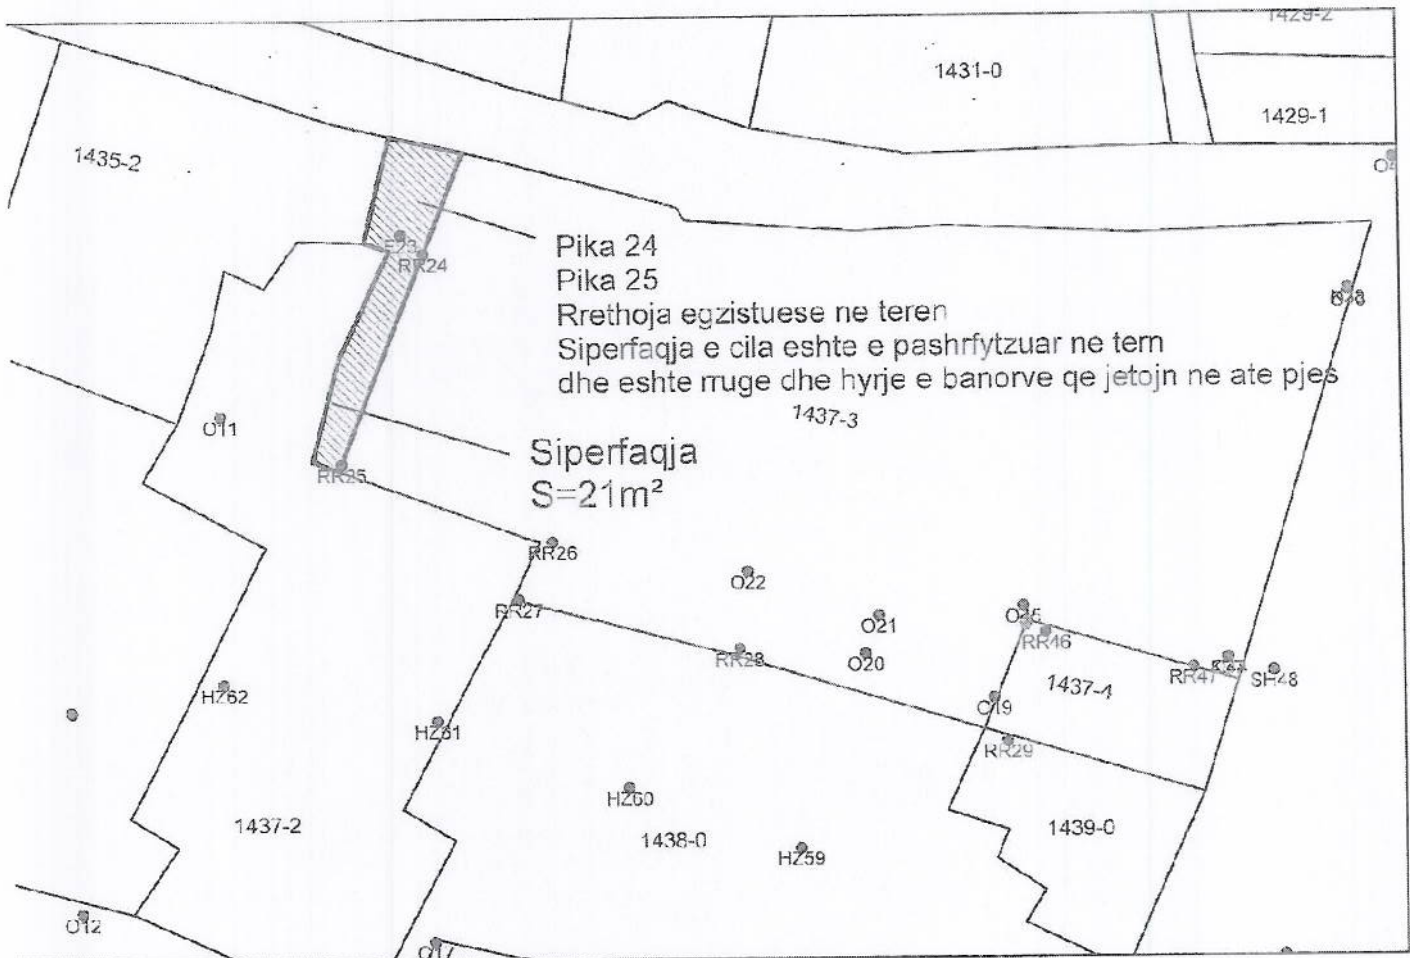 1429-2
1431-0
1429-1
1435-2
RR24
Pika 24
Pika 25
Rrethoja egzistuese ne teren
Siperfaqja e cila eshte e pashrfytzuar ne tern
dhe eshte rruge dhe hyrje e banorve qe jetojn ne ate pjes
1437-3
O11
Siperfaqja
S=21m²
RR25
RR26
O22
RR27
O21
RR46
RR28
O20
RR47
SH48
1437-4
HZ62
O19
HZ61
RR29
HZ60
1437-2
1438-0
1439-0
HZ59
O12